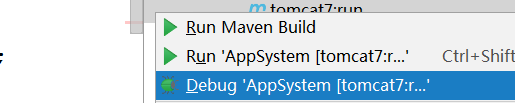 tomcat7:run
Run Maven Build
Run 'AppSystem [tomcat7:r...' Ctrl+Shift
Debug 'AppSystem [tomcat7:r...'